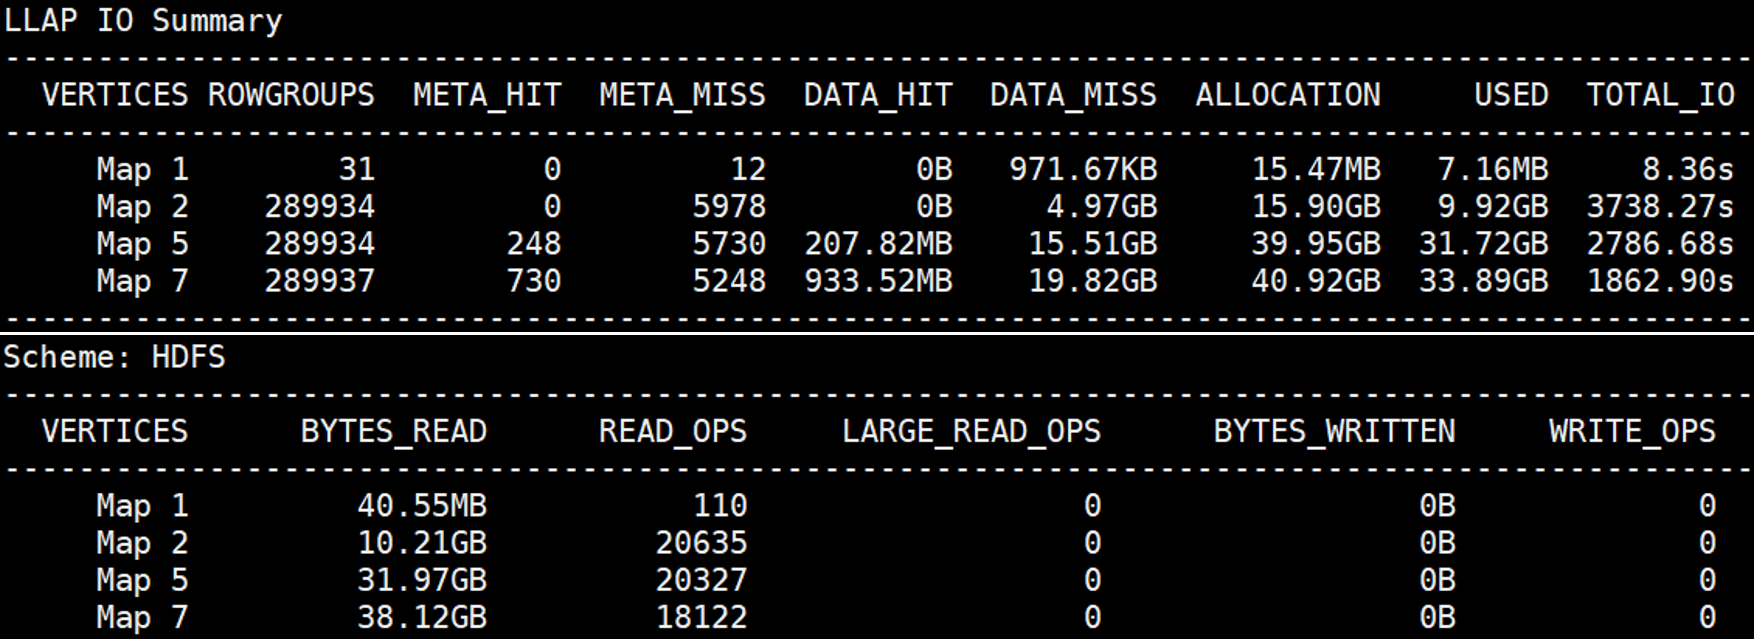 LLAP IO Summary
----------------------------------------------------------------------------------------------
VERTICES ROWGROUPS META_HIT META_MISS DATA_HIT DATA_MISS ALLOCATION USED TOTAL_IO
----------------------------------------------------------------------------------------------
Map 1 31 0 12 0B 971.67KB 15.47MB 7.16MB 8.36s
Map 2 289934 0 5978 0B 4.97GB 15.90GB 9.92GB 3738.27s
Map 5 289934 248 5730 207.82MB 15.51GB 39.95GB 31.72GB 2786.68s
Map 7 289937 730 5248 933.52MB 19.82GB 40.92GB 33.89GB 1862.90s
----------------------------------------------------------------------------------------------
Scheme: HDFS
----------------------------------------------------------------------------------------------
VERTICES BYTES_READ READ_OPS LARGE_READ_OPS BYTES_WRITTEN WRITE_OPS
----------------------------------------------------------------------------------------------
Map 1 40.55MB 110 0 0B 0
Map 2 10.21GB 20635 0 0B 0
Map 5 31.97GB 20327 0 0B 0
Map 7 38.12GB 18122 0 0B 0